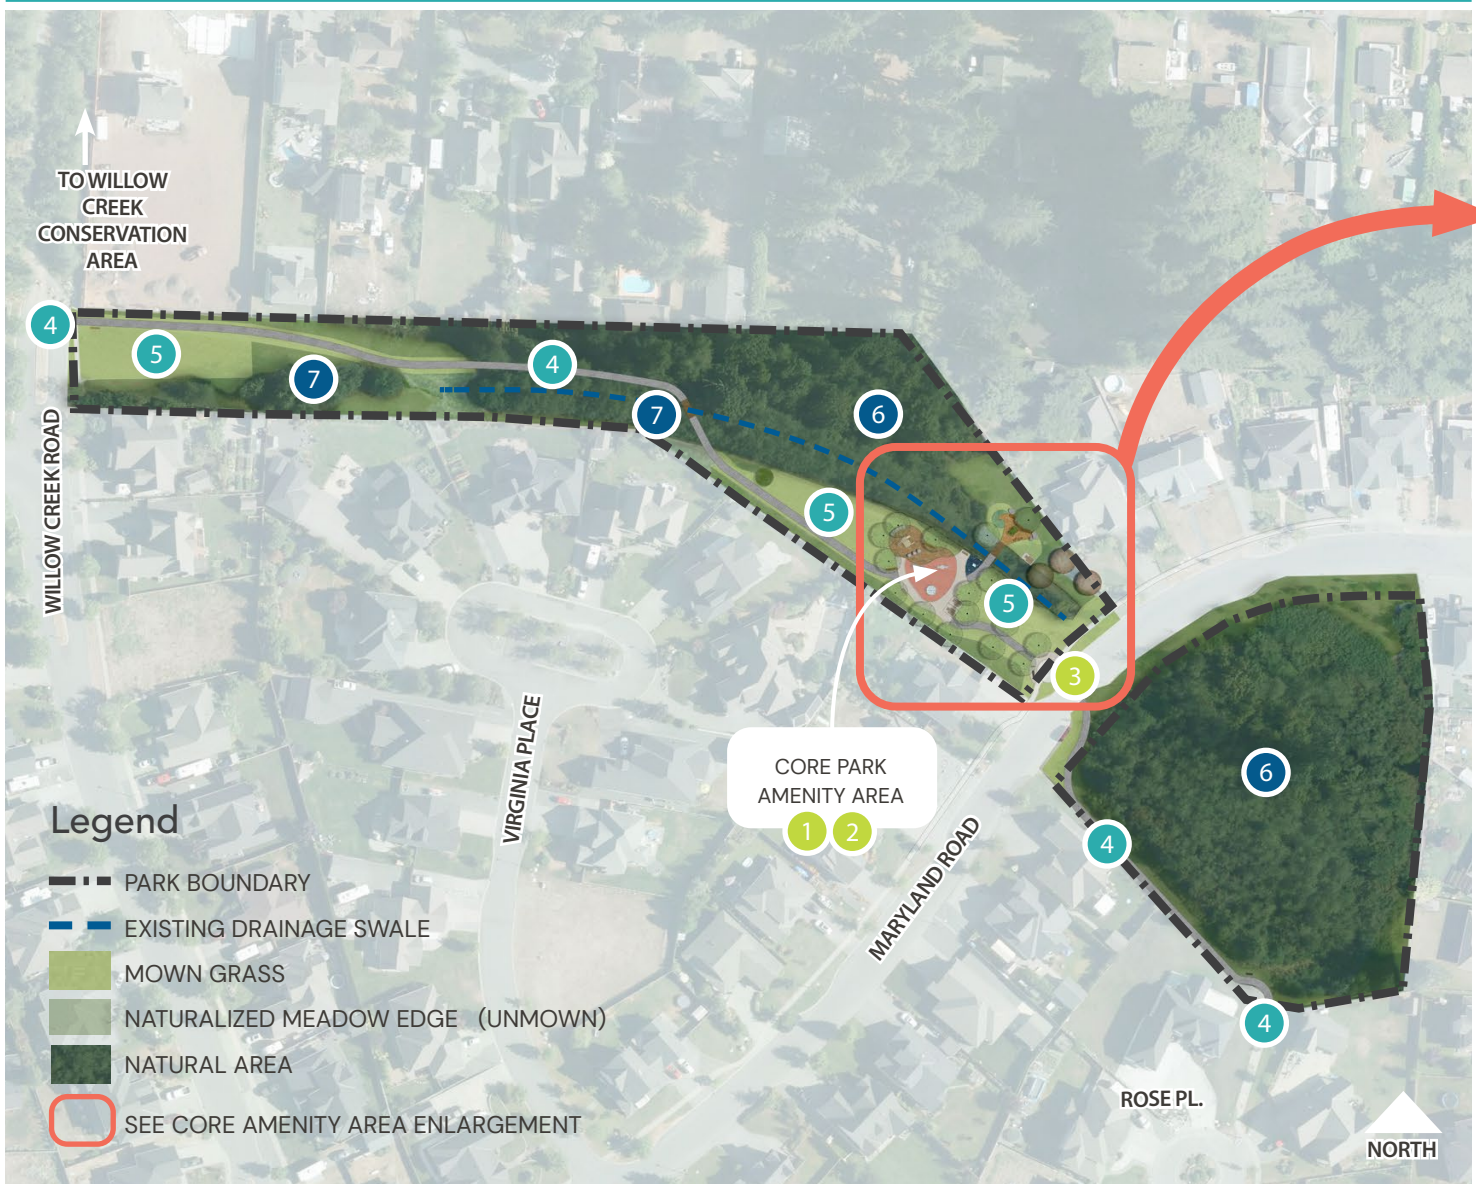 TO WILLOW
CREEK
CONSERVATION
AREA
4
5
7
4
7
6
5
5
3
WILLOW CREEK ROAD
VIRGINIA PLACE
CORE PARK
AMENITY AREA
1 2
MARYLAND ROAD
6
4
4
ROSE PL.
NORTH
Legend
PARK BOUNDARY
EXISTING DRAINAGE SWALE
MOWN GRASS
NATURALIZED MEADOW EDGE (UNMOWN)
NATURAL AREA
SEE CORE AMENITY AREA ENLARGEMENT